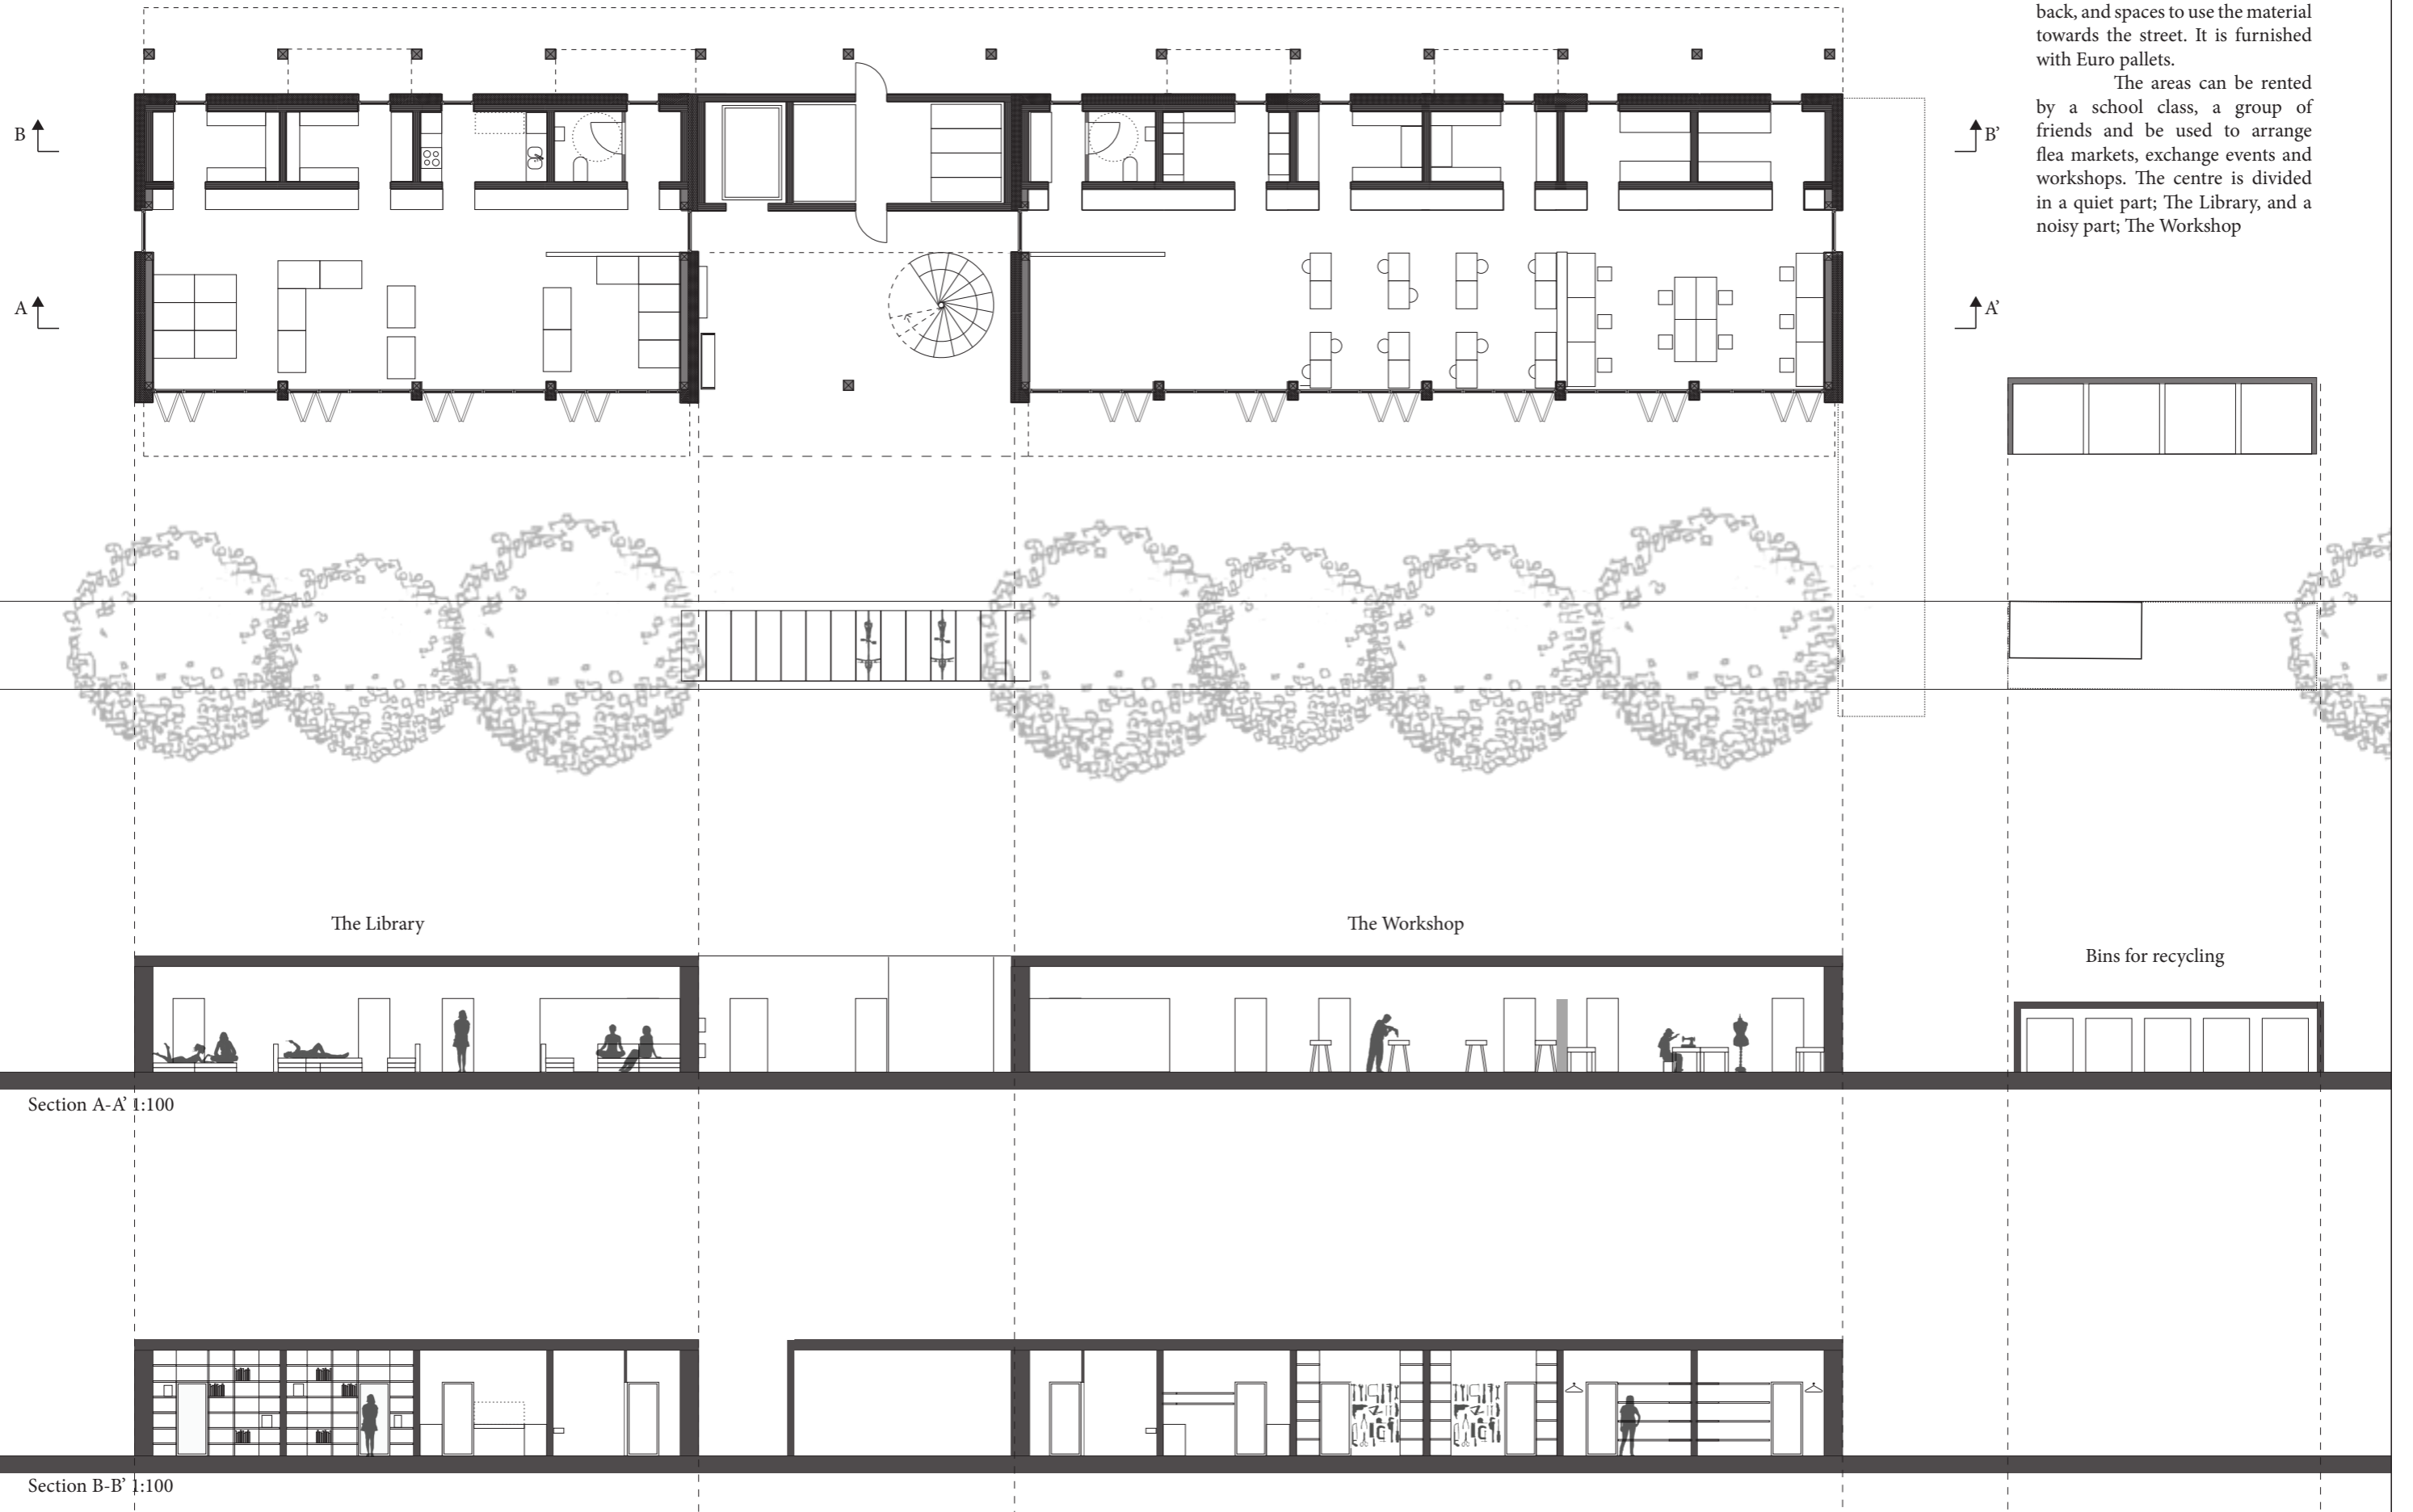 back, and spaces to use the material
towards the street. It is furnished
with Euro pallets.
The areas can be rented
by a school class, a group of
friends and be used to arrange
flea markets, exchange events and
workshops. The centre is divided
in a quiet part; The Library, and a
noisy part; The Workshop
B
B’
A
A’
The Library
The Workshop
Bins for recycling
Section A-A’ 1:100
Section B-B’ 1:100